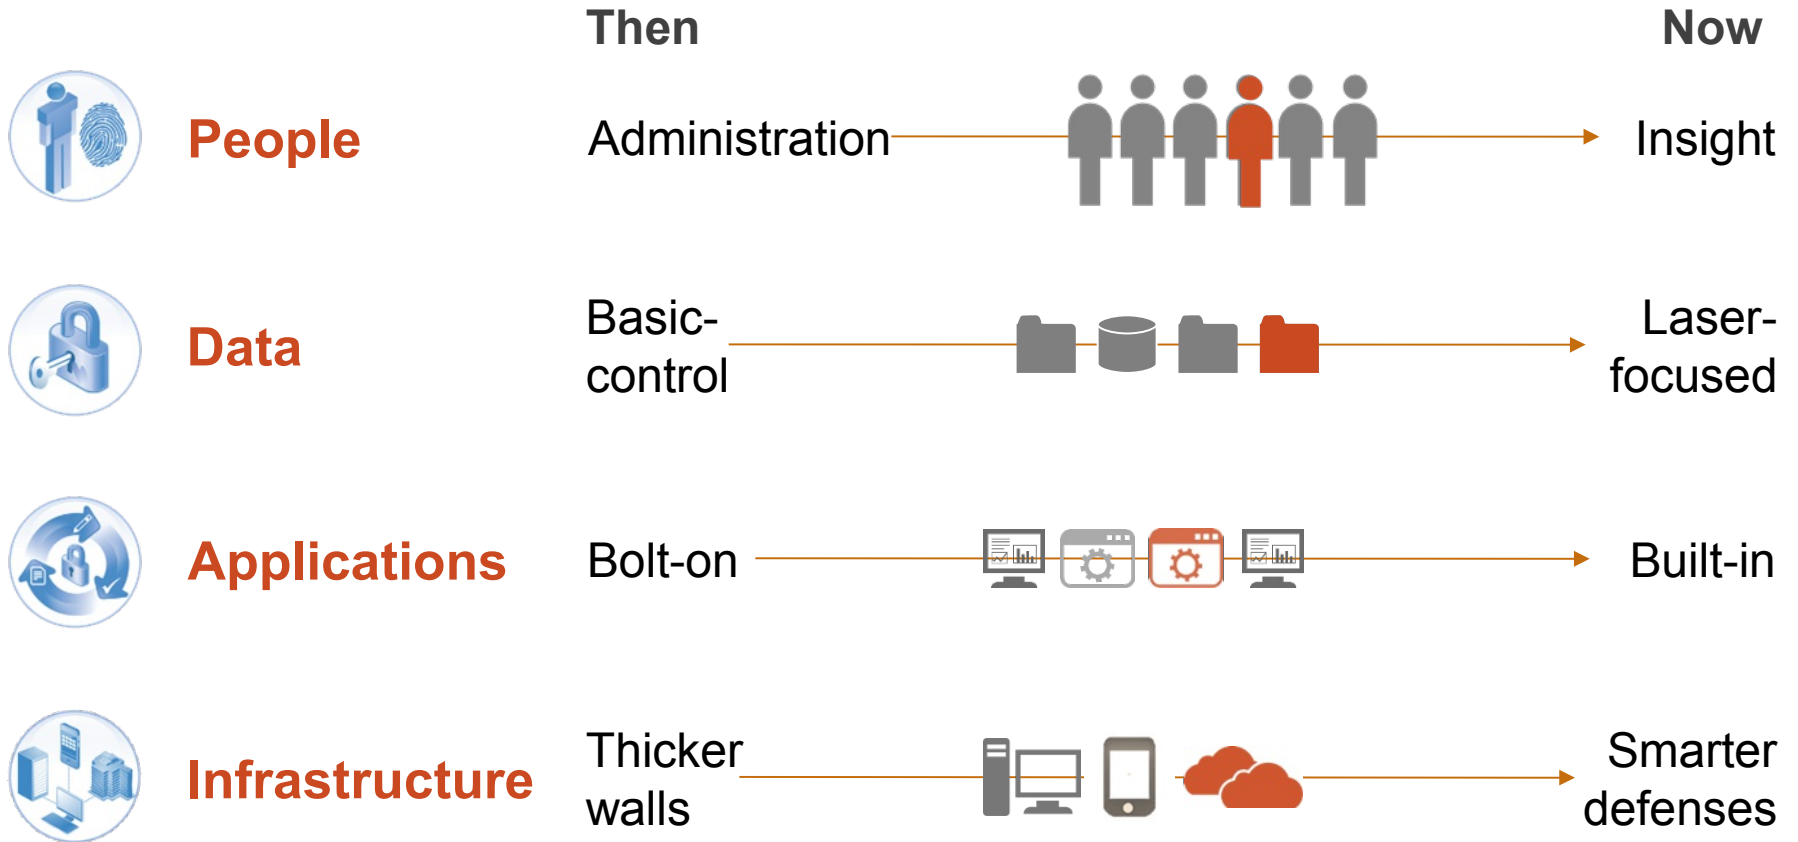 Then
Now
People
Administration
Insight
Data
Basic-
control
Laser-
focused
Applications
Bolt-on
Built-in
Infrastructure
Thicker
walls
Smarter
defenses